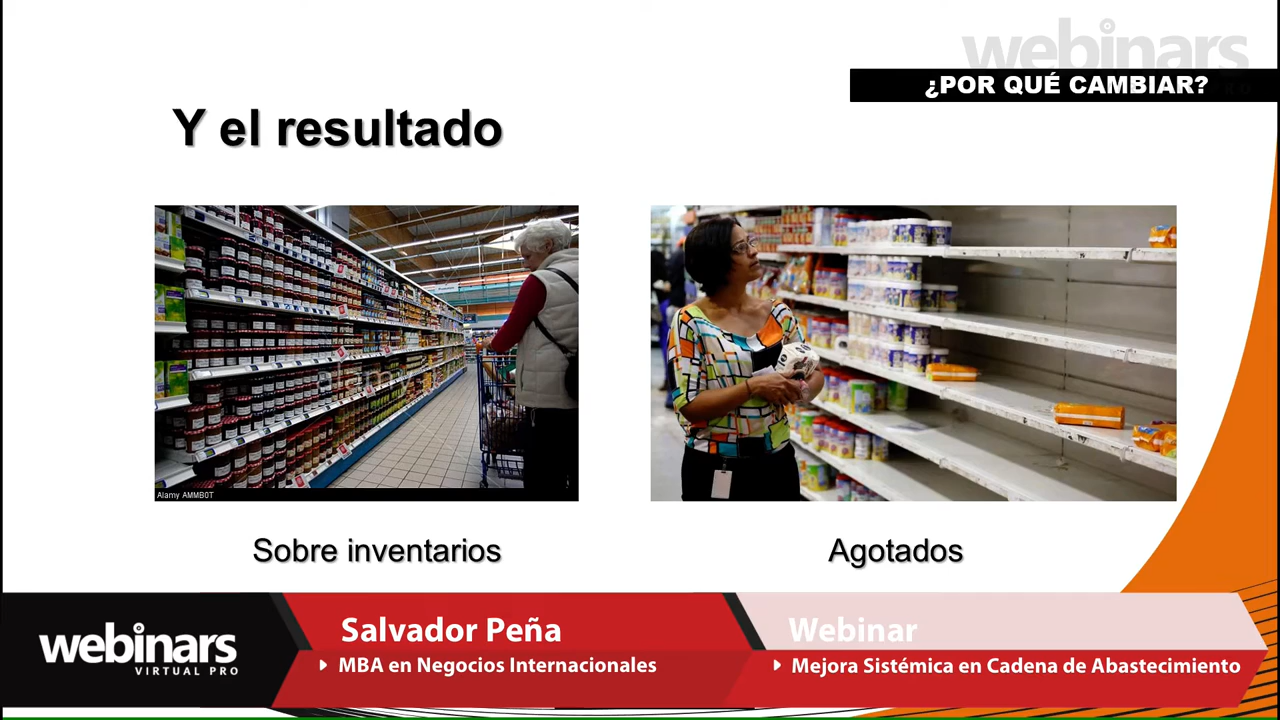 webinars
¿POR QUÉ CAMBIAR?
Y el resultado
Alamy AMMB0T
Sobre inventarios
Agotados
webinars
VIRTUAL PRO
Salvador Peña
MBA en Negocios Internacionales
Webinar
Mejora Sistémica en Cadena de Abastecimiento